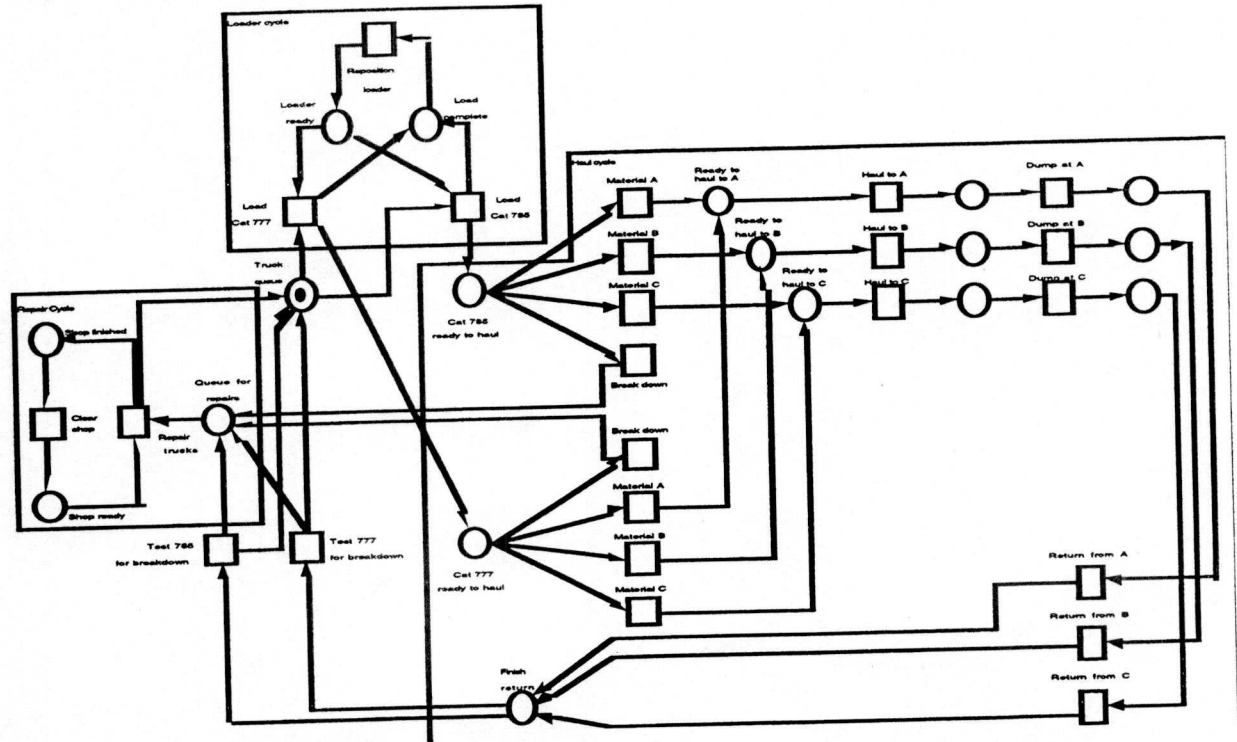 Loader cycle
Reposition
loader
Loader
ready
Load
complete
Load
Cat 777
Load
Cat 785
Haul cycle
Material A
Ready to
haul to A
Haul to A
Dump at A
Material B
Ready to
haul to B
Haul to B
Dump at B
Material C
Ready to
haul to C
Haul to C
Dump at C
Truck
queue
Cat 785
ready to haul
Break down
Repair Cycle
Shop finished
Clear
shop
Queue for
repairs
Repair
trucks
Shop ready
Test 785
for breakdown
Test 777
for breakdown
Break down
Material A
Material B
Material C
Cat 777
ready to haul
Return from A
Return from B
Return from C
Finish
return